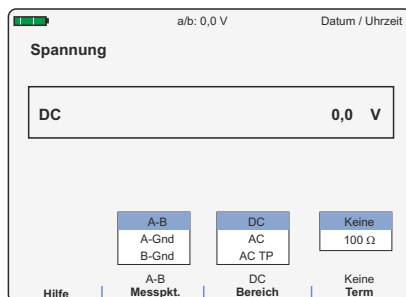 a/b: 0,0 V Datum / Uhrzeit
Spannung
DC 0,0 V
A-B DC Keine
A-Gnd AC 100 Ω
B-Gnd AC TP
A-B DC Keine
Hilfe Messpkt. Bereich Term